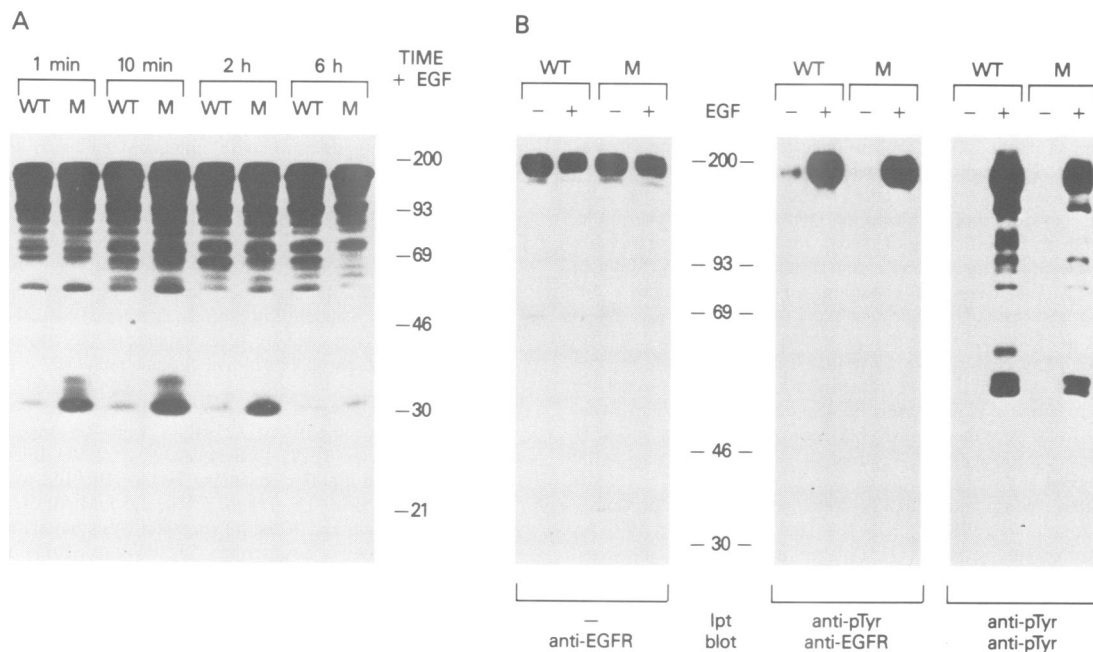 A
1 min 10 min 2 h 6 h TIME + EGF
WT M WT M WT M WT M
–200
–93
–69
–46
–30
–21
B
WT M WT M WT M
– + – + EGF – + – + – + – +
–200–
–93–
–69–
–46–
–30–
– Ipt anti-pTyr anti-pTyr
anti-EGFR blot anti-EGFR anti-pTyr